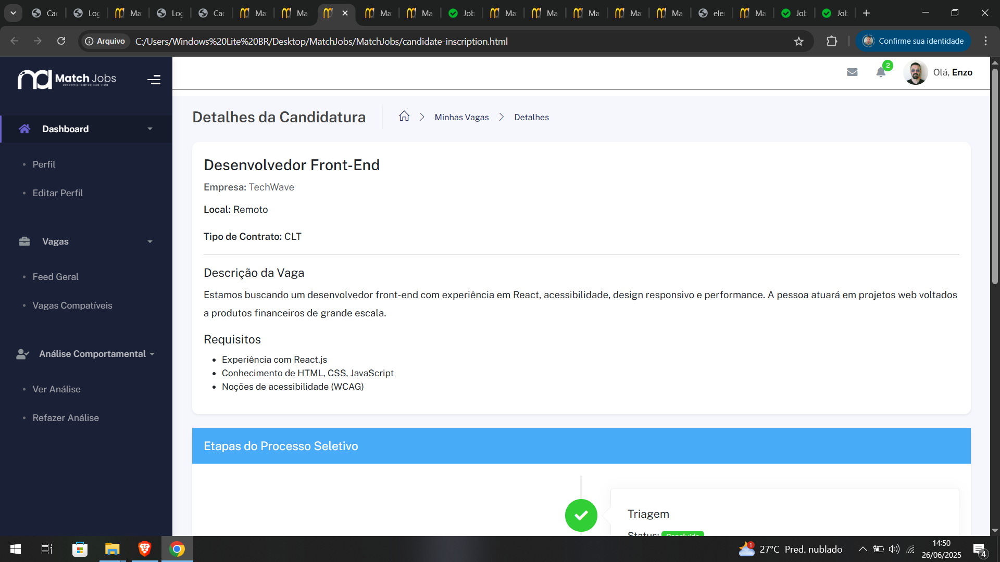 Cac
Log
Ma
Log
Cac
Ma
Ma
Ma
Ma
Job
Ma
Ma
Ma
Ma
Ma
ele
Ma
Job
Job
Arquivo
C:/Users/Windows%20Lite%20BR/Desktop/MatchJobs/MatchJobs/candidate-inscription.html
Confirme sua identidade
Match Jobs
descomplicando sua vida
2
Olá, Enzo
Dashboard
Perfil
Editar Perfil
Vagas
Feed Geral
Vagas Compatíveis
Análise Comportamental
Ver Análise
Refazer Análise
Detalhes da Candidatura
Minhas Vagas
Detalhes
Desenvolvedor Front-End
Empresa: TechWave
Local: Remoto
Tipo de Contrato: CLT
Descrição da Vaga
Estamos buscando um desenvolvedor front-end com experiência em React, acessibilidade, design responsivo e performance. A pessoa atuará em projetos web voltados
a produtos financeiros de grande escala.
Requisitos
Experiência com React.js
Conhecimento de HTML, CSS, JavaScript
Noções de acessibilidade (WCAG)
Etapas do Processo Seletivo
Triagem
Status: Concluído
1
27°C Pred. nublado
14:50
26/06/2025
4